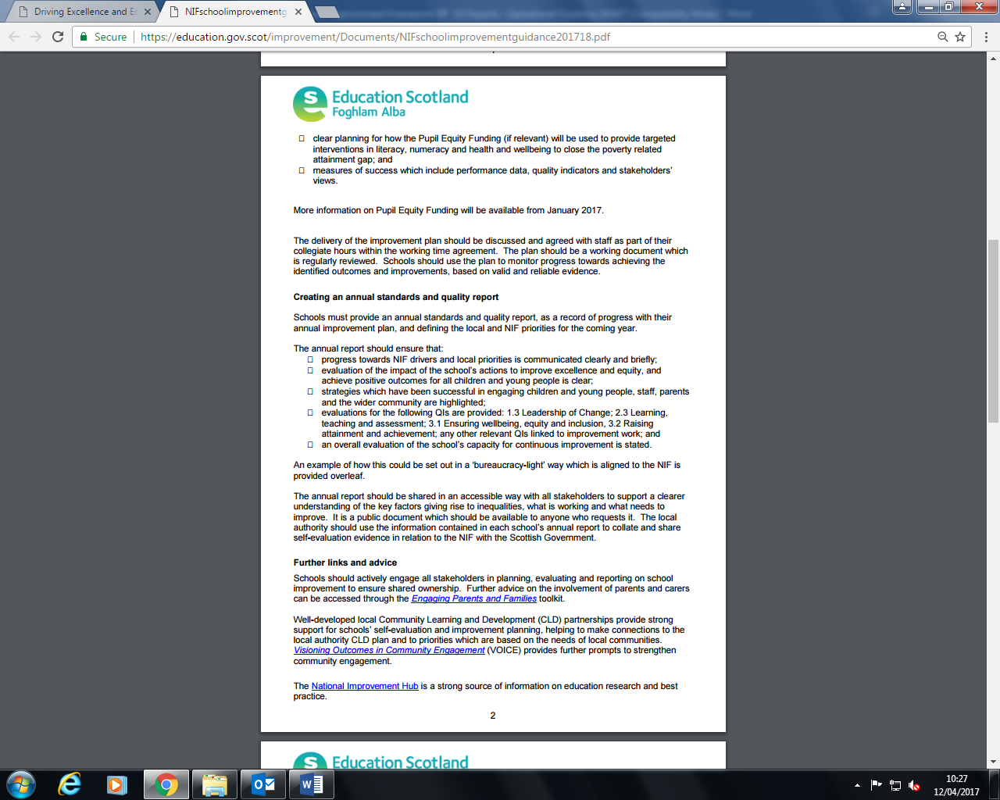 Driving Excellence and Ec
NIFschoolimprovementg
Secure
https://education.gov.scot/improvement/Documents/NIFschoolimprovementguidance201718.pdf
Education Scotland
Foghlam Alba
clear planning for how the Pupil Equity Funding (if relevant) will be used to provide targeted
interventions in literacy, numeracy and health and wellbeing to close the poverty related
attainment gap; and
measures of success which include performance data, quality indicators and stakeholders'
views.
More information on Pupil Equity Funding will be available from January 2017.
The delivery of the improvement plan should be discussed and agreed with staff as part of their
collegiate hours within the working time agreement.  The plan should be a working document which
is regularly reviewed.  Schools should use the plan to monitor progress towards achieving the
identified outcomes and improvements, based on valid and reliable evidence.
Creating an annual standards and quality report
Schools must provide an annual standards and quality report, as a record of progress with their
annual improvement plan, and defining the local and NIF priorities for the coming year.
The annual report should ensure that:
progress towards NIF drivers and local priorities is communicated clearly and briefly;
evaluation of the impact of the school's actions to improve excellence and equity, and
achieve positive outcomes for all children and young people is clear;
strategies which have been successful in engaging children and young people, staff, parents
and the wider community are highlighted;
evaluations for the following QIs are provided: 1.3 Leadership of Change; 2.3 Learning,
teaching and assessment; 3.1 Ensuring wellbeing, equity and inclusion, 3.2 Raising
attainment and achievement; any other relevant QIs linked to improvement work; and
an overall evaluation of the school's capacity for continuous improvement is stated.
An example of how this could be set out in a 'bureaucracy-light' way which is aligned to the NIF is
provided overleaf.
The annual report should be shared in an accessible way with all stakeholders to support a clearer
understanding of the key factors giving rise to inequalities, what is working and what needs to
improve.  It is a public document which should be available to anyone who requests it.  The local
authority should use the information contained in each school's annual report to collate and share
self-evaluation evidence in relation to the NIF with the Scottish Government.
Further links and advice
Schools should actively engage all stakeholders in planning, evaluating and reporting on school
improvement to ensure shared ownership.  Further advice on the involvement of parents and carers
can be accessed through the Engaging Parents and Families toolkit.
Well-developed local Community Learning and Development (CLD) partnerships provide strong
support for schools' self-evaluation and improvement planning, helping to make connections to the
local authority CLD plan and to priorities which are based on the needs of local communities.
Visioning Outcomes in Community Engagement (VOICE) provides further prompts to strengthen
community engagement.
The National Improvement Hub is a strong source of information on education research and best
practice.
2
Education Scotland
10:27
12/04/2017